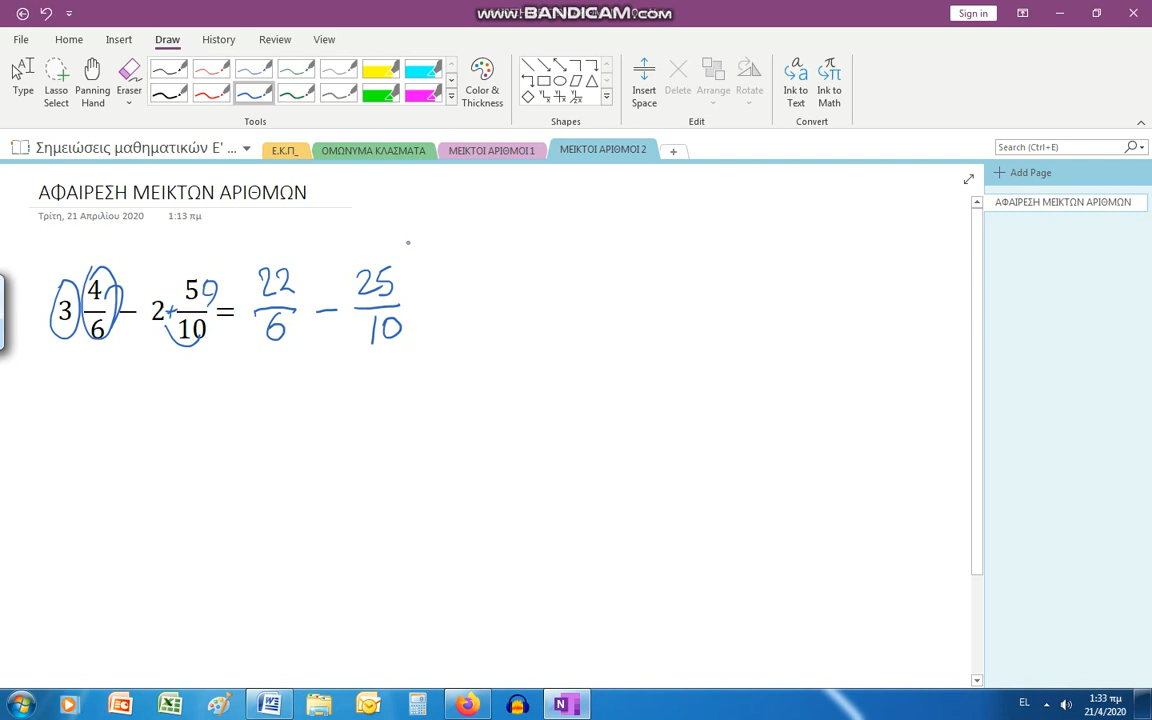 www.BANDICAM.com
Sign in
File Home Insert Draw History Review View
Type
Lasso Select
Panning Hand
Eraser
Color & Thickness
Insert Space
Delete
Arrange
Rotate
Ink to Text
Ink to Math
Tools
Shapes
Edit
Convert
Σημειώσεις μαθηματικών Ε' ...
Ε.Κ.Π_
ΟΜΩΝΥΜΑ ΚΛΑΣΜΑΤΑ
ΜΕΙΚΤΟΙ ΑΡΙΘΜΟΙ 1
ΜΕΙΚΤΟΙ ΑΡΙΘΜΟΙ 2
Search (Ctrl+E)
Add Page
ΑΦΑΙΡΕΣΗ ΜΕΙΚΤΩΝ ΑΡΙΘΜΩΝ
ΑΦΑΙΡΕΣΗ ΜΕΙΚΤΩΝ ΑΡΙΘΜΩΝ
Τρίτη, 21 Απριλίου 2020 1:13 πμ
3 4/6 − 2 + 5/10 = 22/6 − 25/10
EL
1:33 πμ
21/4/2020